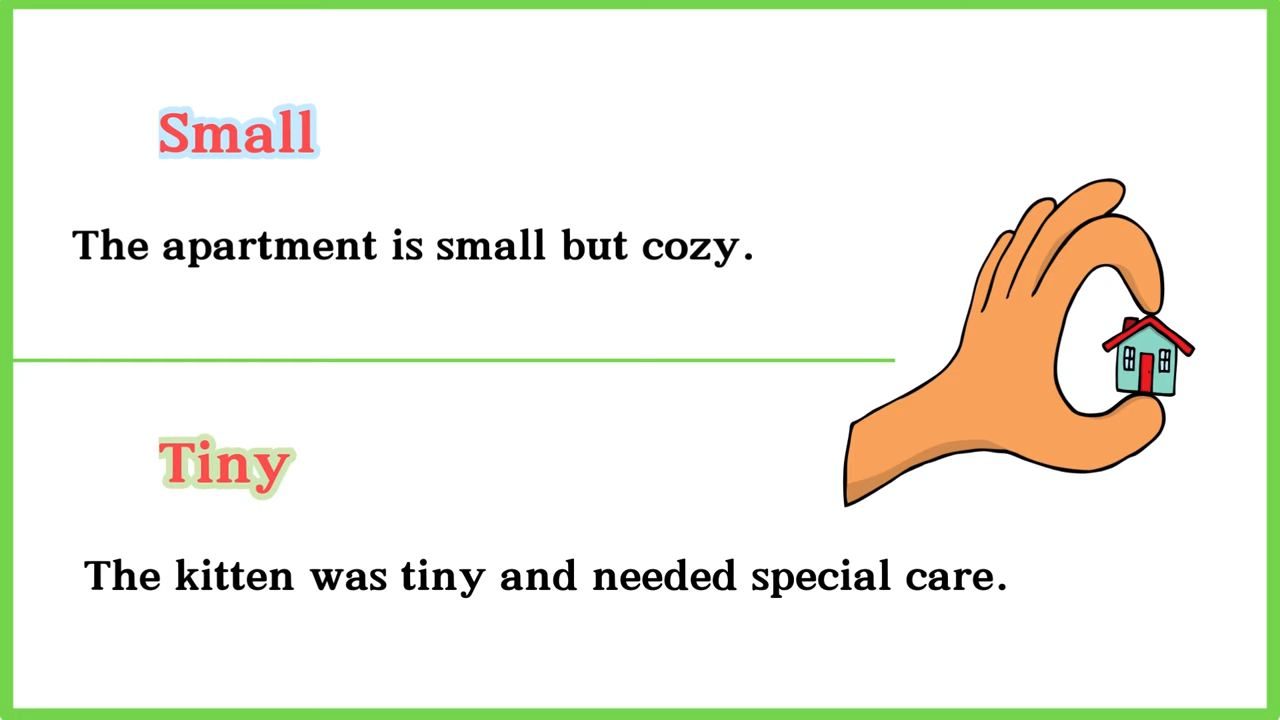 Small
The apartment is small but cozy.
Tiny
The kitten was tiny and needed special care.